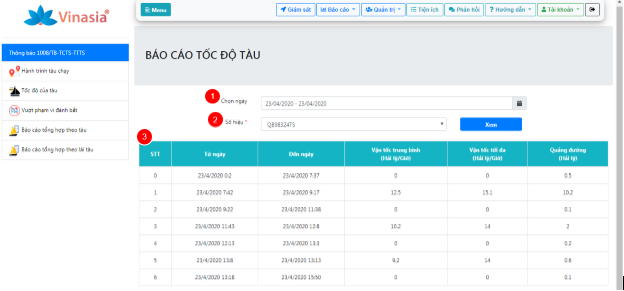 Vinasia®
Menu
Giám sát
Báo cáo
Quản trị
Tiện ích
Phản hồi
? Hướng dẫn
Tài khoản
Thông báo 1008/TB-TCTS-TTTS
Hành trình tàu chạy
Tốc độ của tàu
Vượt phạm vi đánh bắt
Báo cáo tổng hợp theo tàu
Báo cáo tổng hợp theo lái tàu
BÁO CÁO TỐC ĐỘ TÀU
1 Chọn ngày 23/04/2020 - 23/04/2020
2 Số hiệu * QB98324TS Xem
3
STT Từ ngày Đến ngày Vận tốc trung bình (Hải lý/Giờ) Vận tốc tối đa (Hải lý/Giờ) Quãng đường (Hải lý)
0 23/4/2020 0:2 23/4/2020 7:37 0 0 0.5
1 23/4/2020 7:42 23/4/2020 9:17 12.5 15.1 10.2
2 23/4/2020 9:22 23/4/2020 11:38 0 0 0.1
3 23/4/2020 11:43 23/4/2020 12:8 10.2 14 2
4 23/4/2020 12:13 23/4/2020 13:3 0 0 0.2
5 23/4/2020 13:8 23/4/2020 13:13 9.2 14 0.8
6 23/4/2020 13:18 23/4/2020 15:50 0 0 0.1